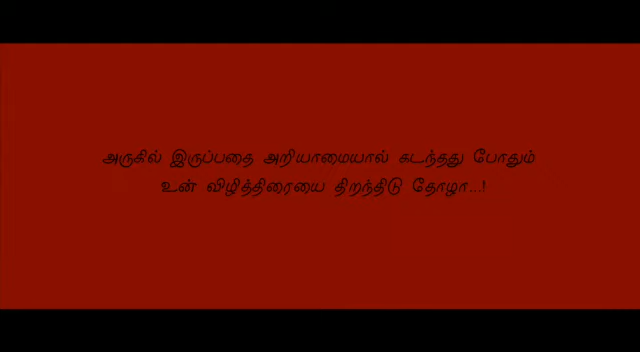 அருகில் இருப்பதை அறியாமையால் கடந்தது போதும்
உன் விழித்திரையை திறந்திடு தோழா...!